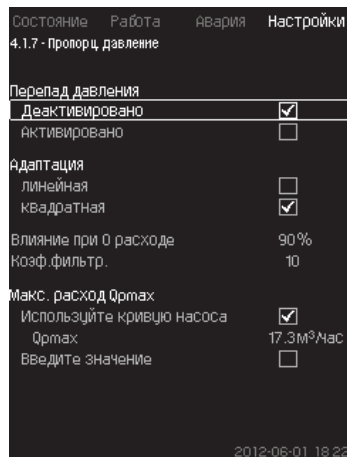 Состояние Работа Авария Настройки
4.1.7 - Пропорц. давление
Перепад давления
Деактивировано
Активировано
Адаптация
линейная
квадратная
Влияние при 0 расходе 90%
Коэф.фильтр. 10
Макс. расход Qpmax
Используйте кривую насоса
Qpmax 17.3м³/час
Введите значение
2012-06-01 18:22